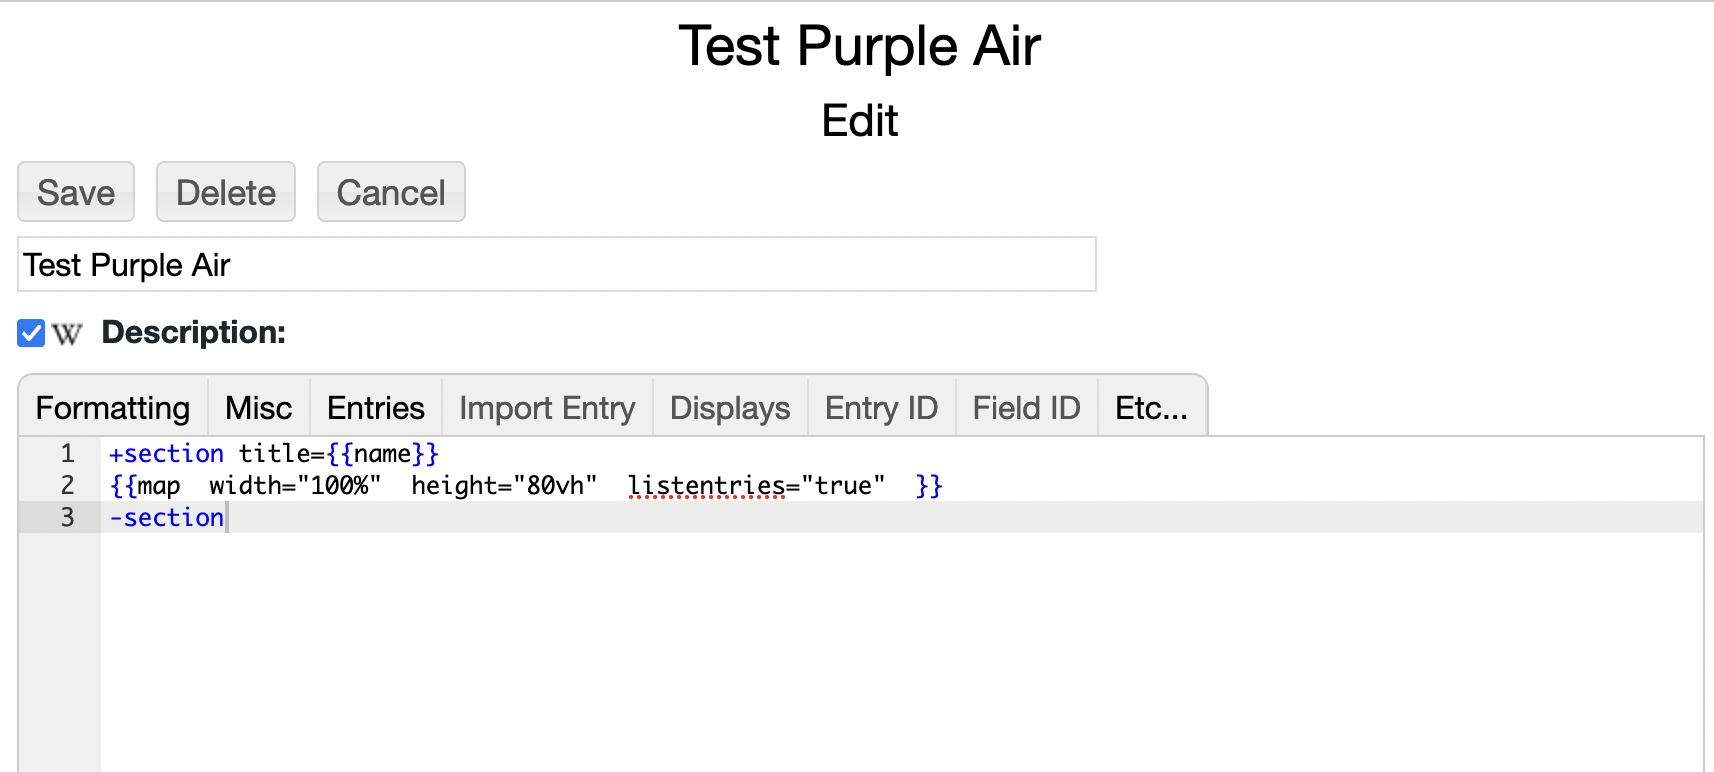 Test Purple Air
Edit
Save Delete Cancel
Test Purple Air
W Description:
Formatting Misc Entries Import Entry Displays Entry ID Field ID Etc...
1 +section title={{name}}
2 {{map  width="100%"  height="80vh"  listentries="true"  }}
3 -section